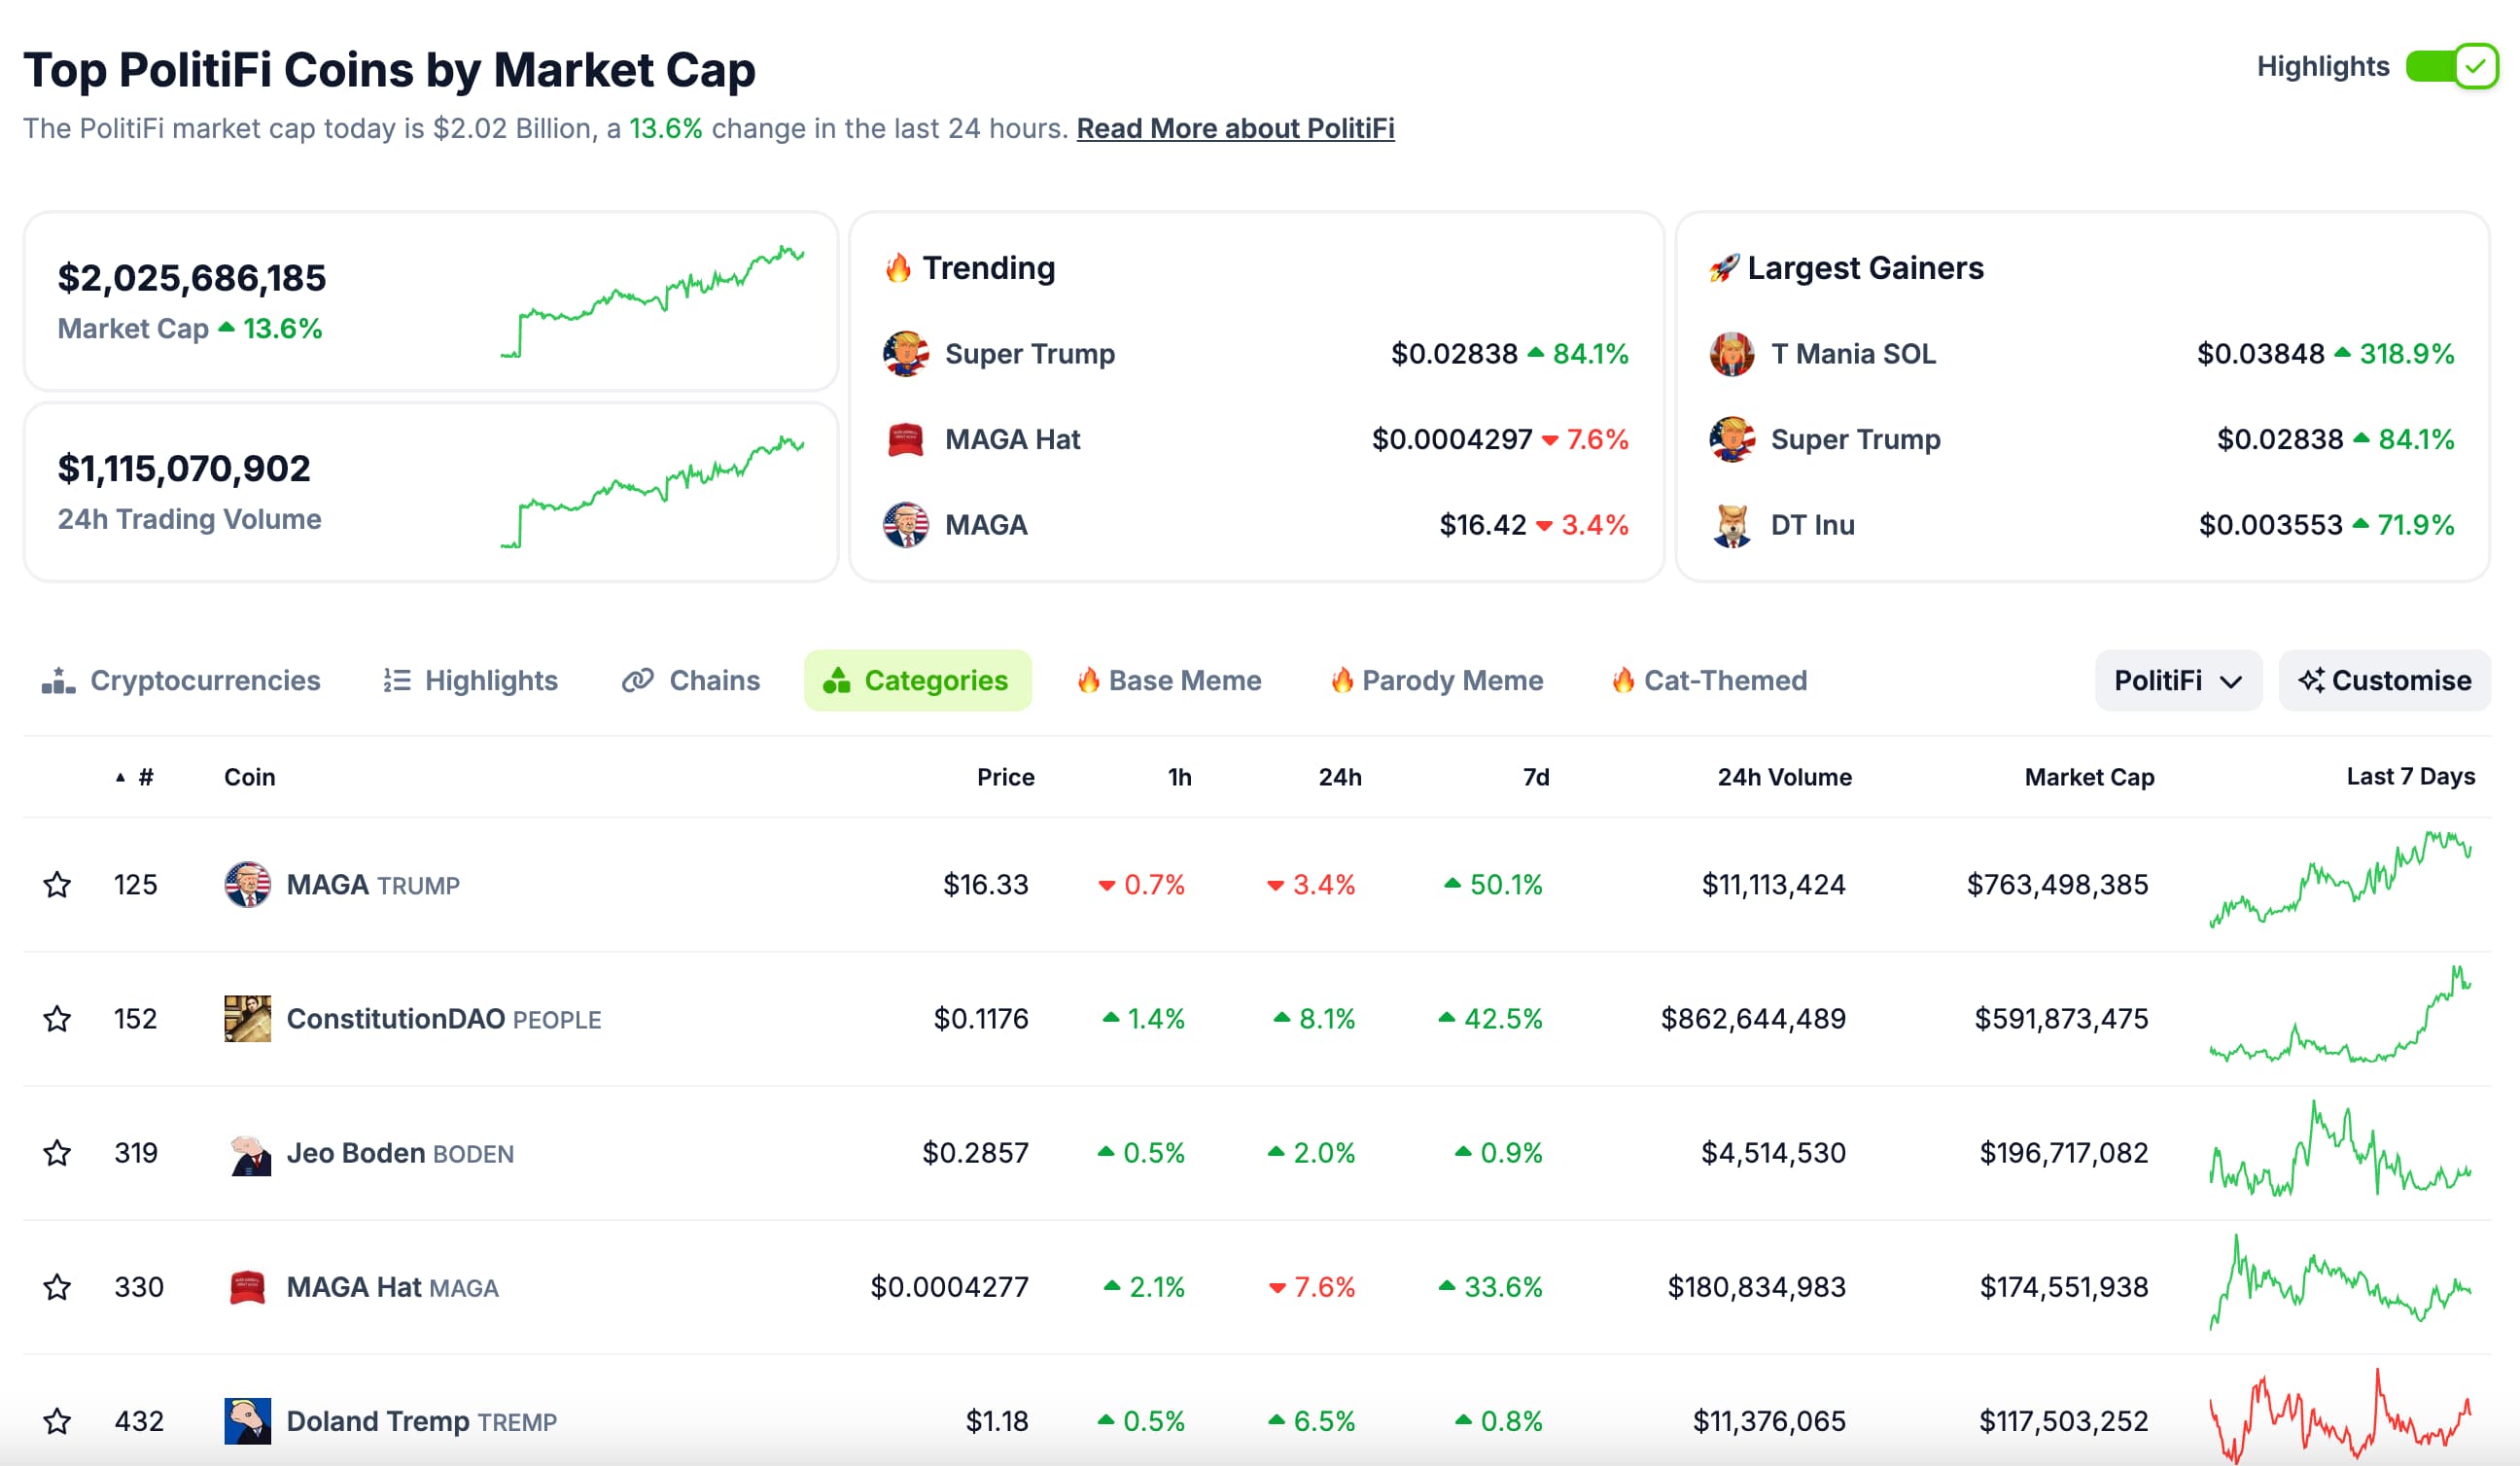 Top PolitiFi Coins by Market Cap
Highlights
The PolitiFi market cap today is $2.02 Billion, a 13.6% change in the last 24 hours. Read More about PolitiFi
$2,025,686,185
Market Cap ▲ 13.6%
$1,115,070,902
24h Trading Volume
🔥 Trending
Super Trump $0.02838 ▲ 84.1%
MAGA Hat $0.0004297 ▼ 7.6%
MAGA $16.42 ▼ 3.4%
🚀 Largest Gainers
T Mania SOL $0.03848 ▲ 318.9%
Super Trump $0.02838 ▲ 84.1%
DT Inu $0.003553 ▲ 71.9%
Cryptocurrencies Highlights Chains Categories 🔥 Base Meme 🔥 Parody Meme 🔥 Cat-Themed PolitiFi Customise
▲ # Coin Price 1h 24h 7d 24h Volume Market Cap Last 7 Days
125 MAGA TRUMP $16.33 ▼ 0.7% ▼ 3.4% ▲ 50.1% $11,113,424 $763,498,385
152 ConstitutionDAO PEOPLE $0.1176 ▲ 1.4% ▲ 8.1% ▲ 42.5% $862,644,489 $591,873,475
319 Jeo Boden BODEN $0.2857 ▲ 0.5% ▲ 2.0% ▲ 0.9% $4,514,530 $196,717,082
330 MAGA Hat MAGA $0.0004277 ▲ 2.1% ▼ 7.6% ▲ 33.6% $180,834,983 $174,551,938
432 Doland Tremp TREMP $1.18 ▲ 0.5% ▲ 6.5% ▲ 0.8% $11,376,065 $117,503,252